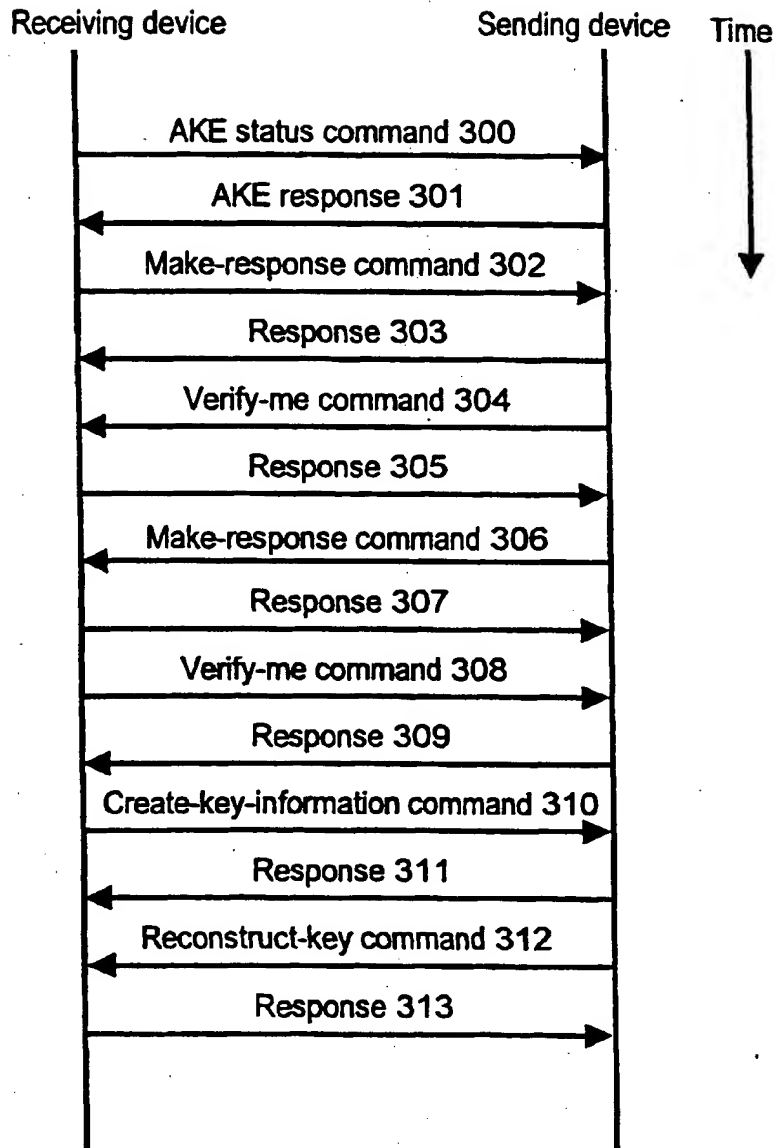 Receiving device Sending device Time
AKE status command 300
AKE response 301
Make-response command 302
Response 303
Verify-me command 304
Response 305
Make-response command 306
Response 307
Verify-me command 308
Response 309
Create-key-information command 310
Response 311
Reconstruct-key command 312
Response 313